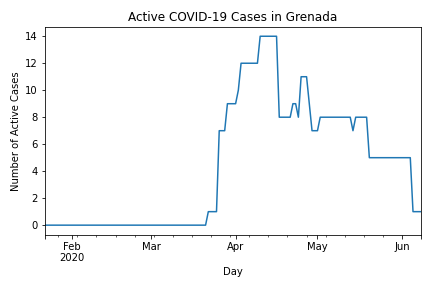 Active COVID-19 Cases in Grenada
14
12
10
8
6
4
2
0
Number of Active Cases
Feb
2020
Mar
Apr
May
Jun
Day